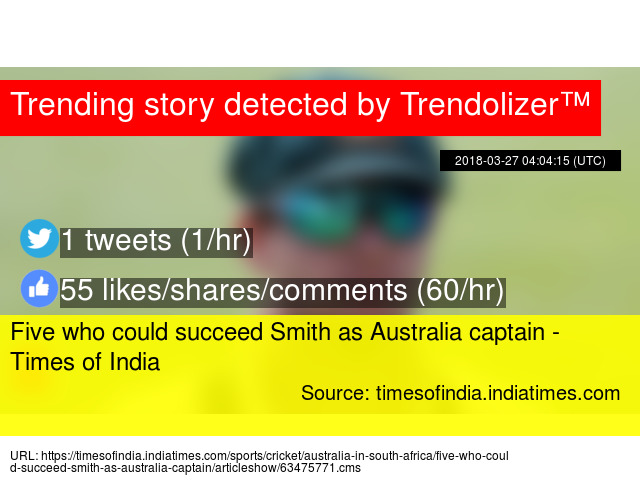 Trending story detected by Trendolizer™
2018-03-27 04:04:15 (UTC)
1 tweets (1/hr)
55 likes/shares/comments (60/hr)
Five who could succeed Smith as Australia captain -
Times of India
Source: timesofindia.indiatimes.com
URL: https://timesofindia.indiatimes.com/sports/cricket/australia-in-south-africa/five-who-coul
d-succeed-smith-as-australia-captain/articleshow/63475771.cms